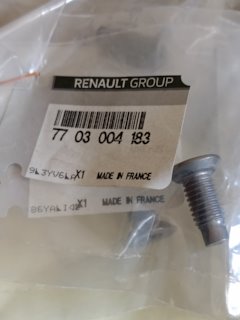 RENAULT GROUP
77 03 004 183
X1 MADE IN FRANCE
X1 MADE IN FRANCE